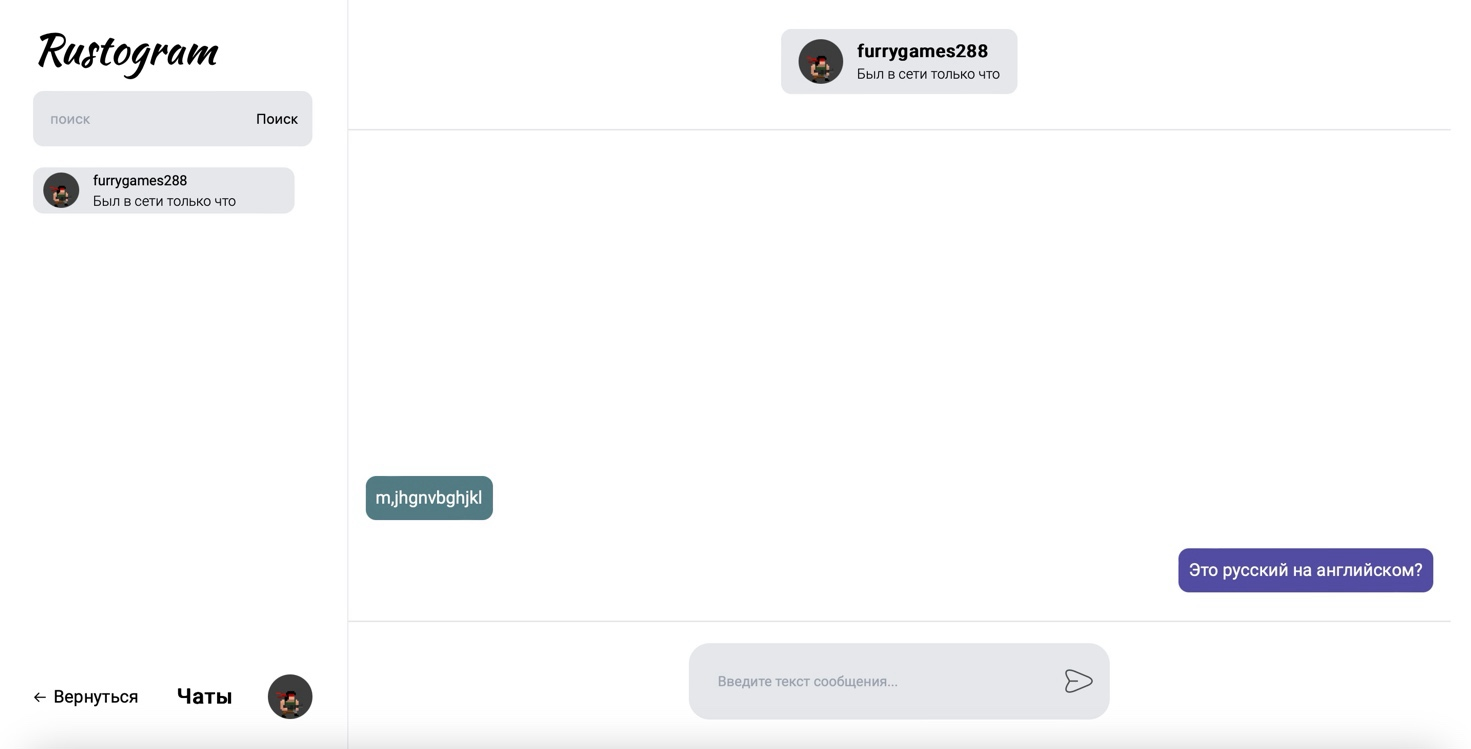 Rustogram
поиск Поиск
furrygames288
Был в сети только что
← Вернуться Чаты
furrygames288
Был в сети только что
m,jhgnvbghjkl
Это русский на английском?
Введите текст сообщения...